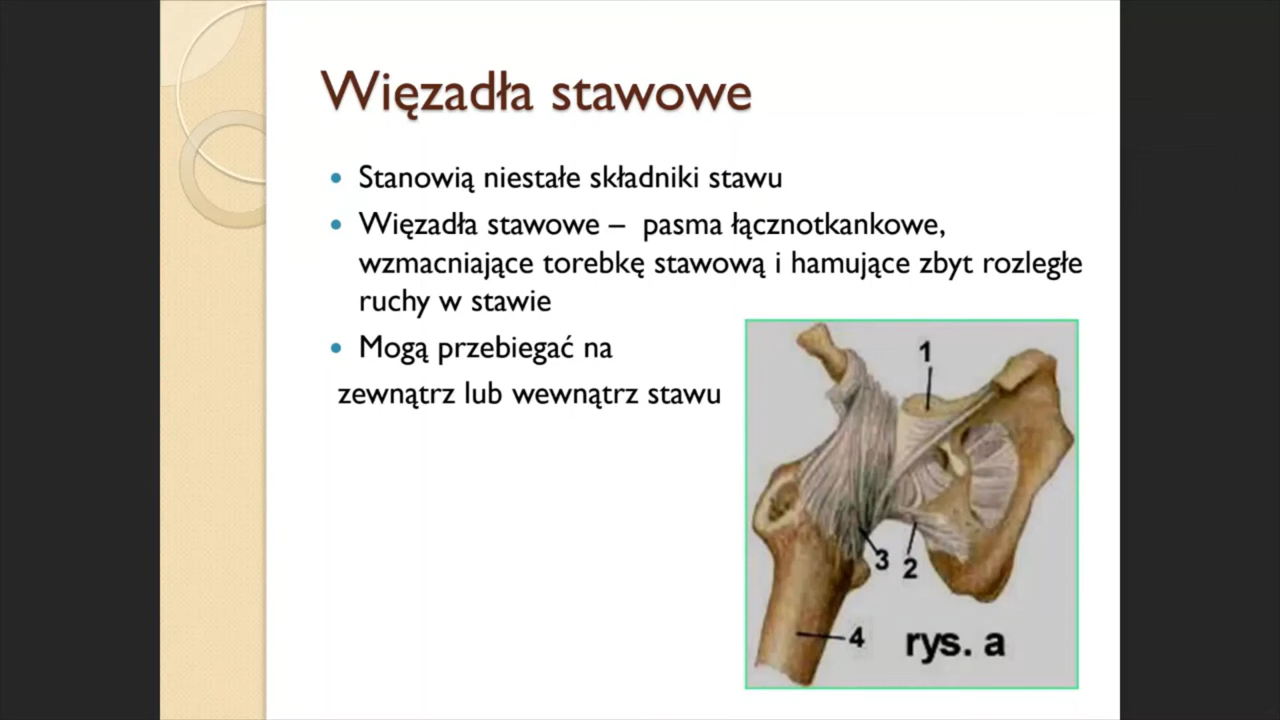 Więzadła stawowe
• Stanowią niestałe składniki stawu
• Więzadła stawowe – pasma łącznotkankowe,
wzmacniające torebkę stawową i hamujące zbyt rozległe
ruchy w stawie
• Mogą przebiegać na
zewnątrz lub wewnątrz stawu
1
3
2
4
rys. a